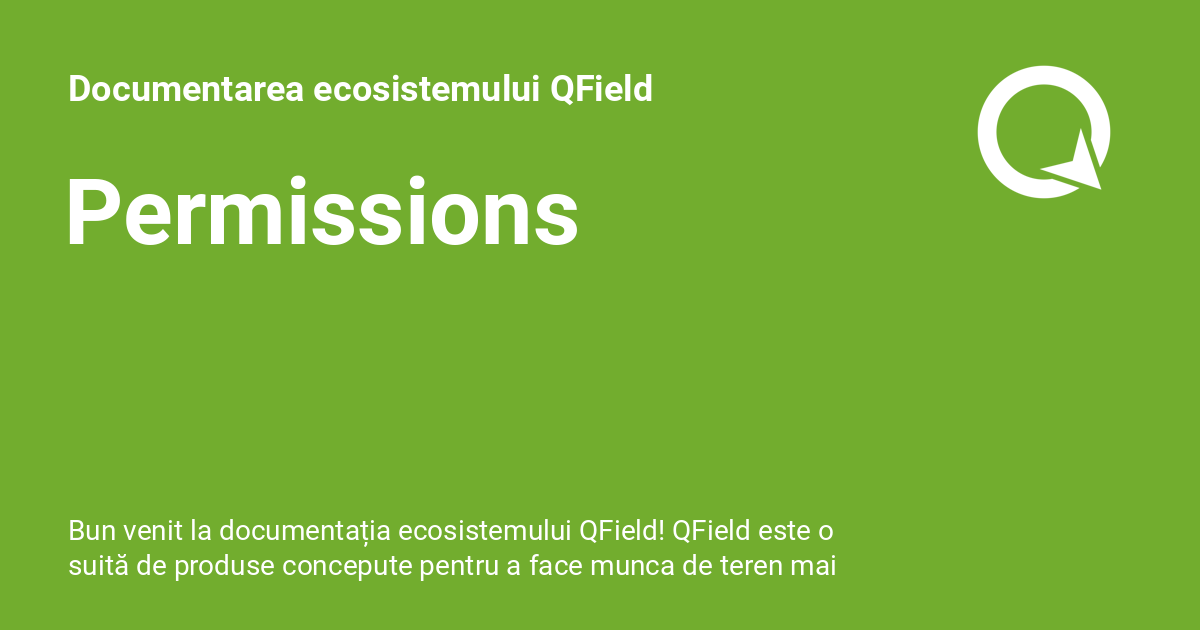 Documentarea ecosistemului QField
Permissions
Bun venit la documentația ecosistemului QField! QField este o
suită de produse concepute pentru a face munca de teren mai